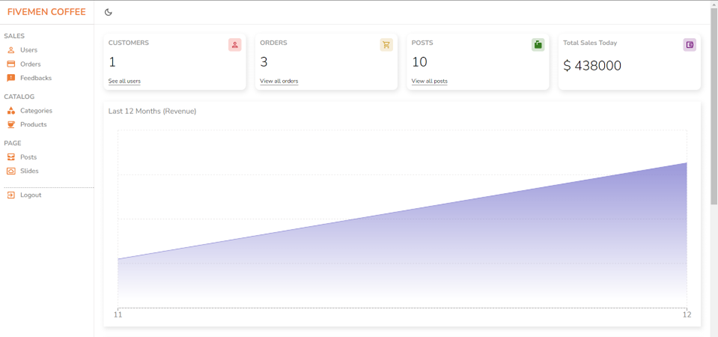 FIVEMEN COFFEE
SALES
Users
Orders
Feedbacks
CATALOG
Categories
Products
PAGE
Posts
Slides
Logout
CUSTOMERS
1
See all users
ORDERS
3
View all orders
POSTS
10
View all posts
Total Sales Today
$ 438000
Last 12 Months (Revenue)
11 12